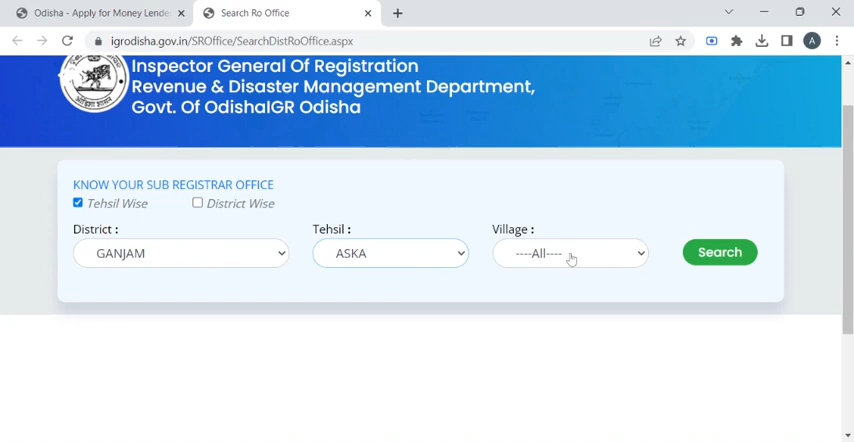 Odisha - Apply for Money Lende
Search Ro Office
igrodisha.gov.in/SROffice/SearchDistRoOffice.aspx
A
Inspector General Of Registration
Revenue & Disaster Management Department,
Govt. Of OdishaIGR Odisha
KNOW YOUR SUB REGISTRAR OFFICE
Tehsil Wise District Wise
District : Tehsil : Village :
GANJAM ASKA ----All---- Search